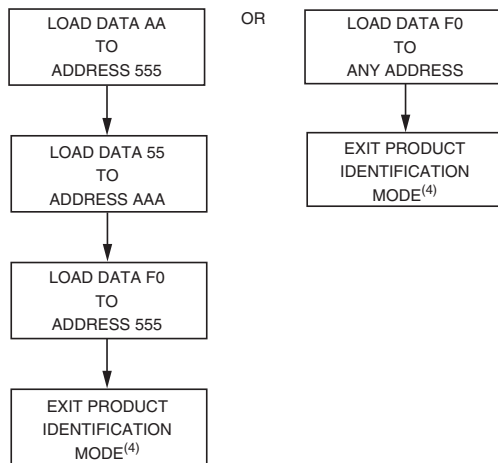 LOAD DATA AA
TO
ADDRESS 555
LOAD DATA 55
TO
ADDRESS AAA
LOAD DATA F0
TO
ADDRESS 555
EXIT PRODUCT
IDENTIFICATION
MODE(4)
OR
LOAD DATA F0
TO
ANY ADDRESS
EXIT PRODUCT
IDENTIFICATION
MODE(4)